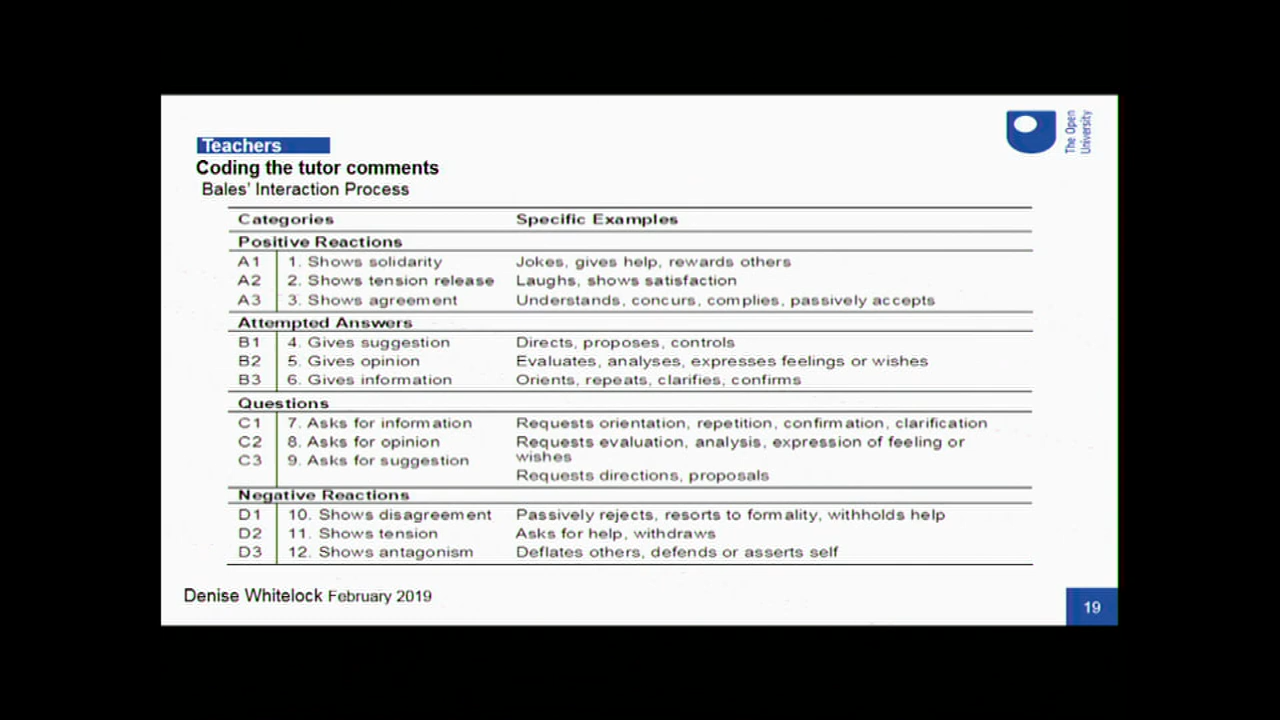 Teachers
Coding the tutor comments
Bales' Interaction Process
The Open
University
Categories Specific Examples
Positive Reactions
A1 1. Shows solidarity Jokes, gives help, rewards others
A2 2. Shows tension release Laughs, shows satisfaction
A3 3. Shows agreement Understands, concurs, complies, passively accepts
Attempted Answers
B1 4. Gives suggestion Directs, proposes, controls
B2 5. Gives opinion Evaluates, analyses, expresses feelings or wishes
B3 6. Gives information Orients, repeats, clarifies, confirms
Questions
C1 7. Asks for information Requests orientation, repetition, confirmation, clarification
C2 8. Asks for opinion Requests evaluation, analysis, expression of feeling or
C3 9. Asks for suggestion wishes
Requests directions, proposals
Negative Reactions
D1 10. Shows disagreement Passively rejects, resorts to formality, withholds help
D2 11. Shows tension Asks for help, withdraws
D3 12. Shows antagonism Deflates others, defends or asserts self
Denise Whitelock February 2019
19